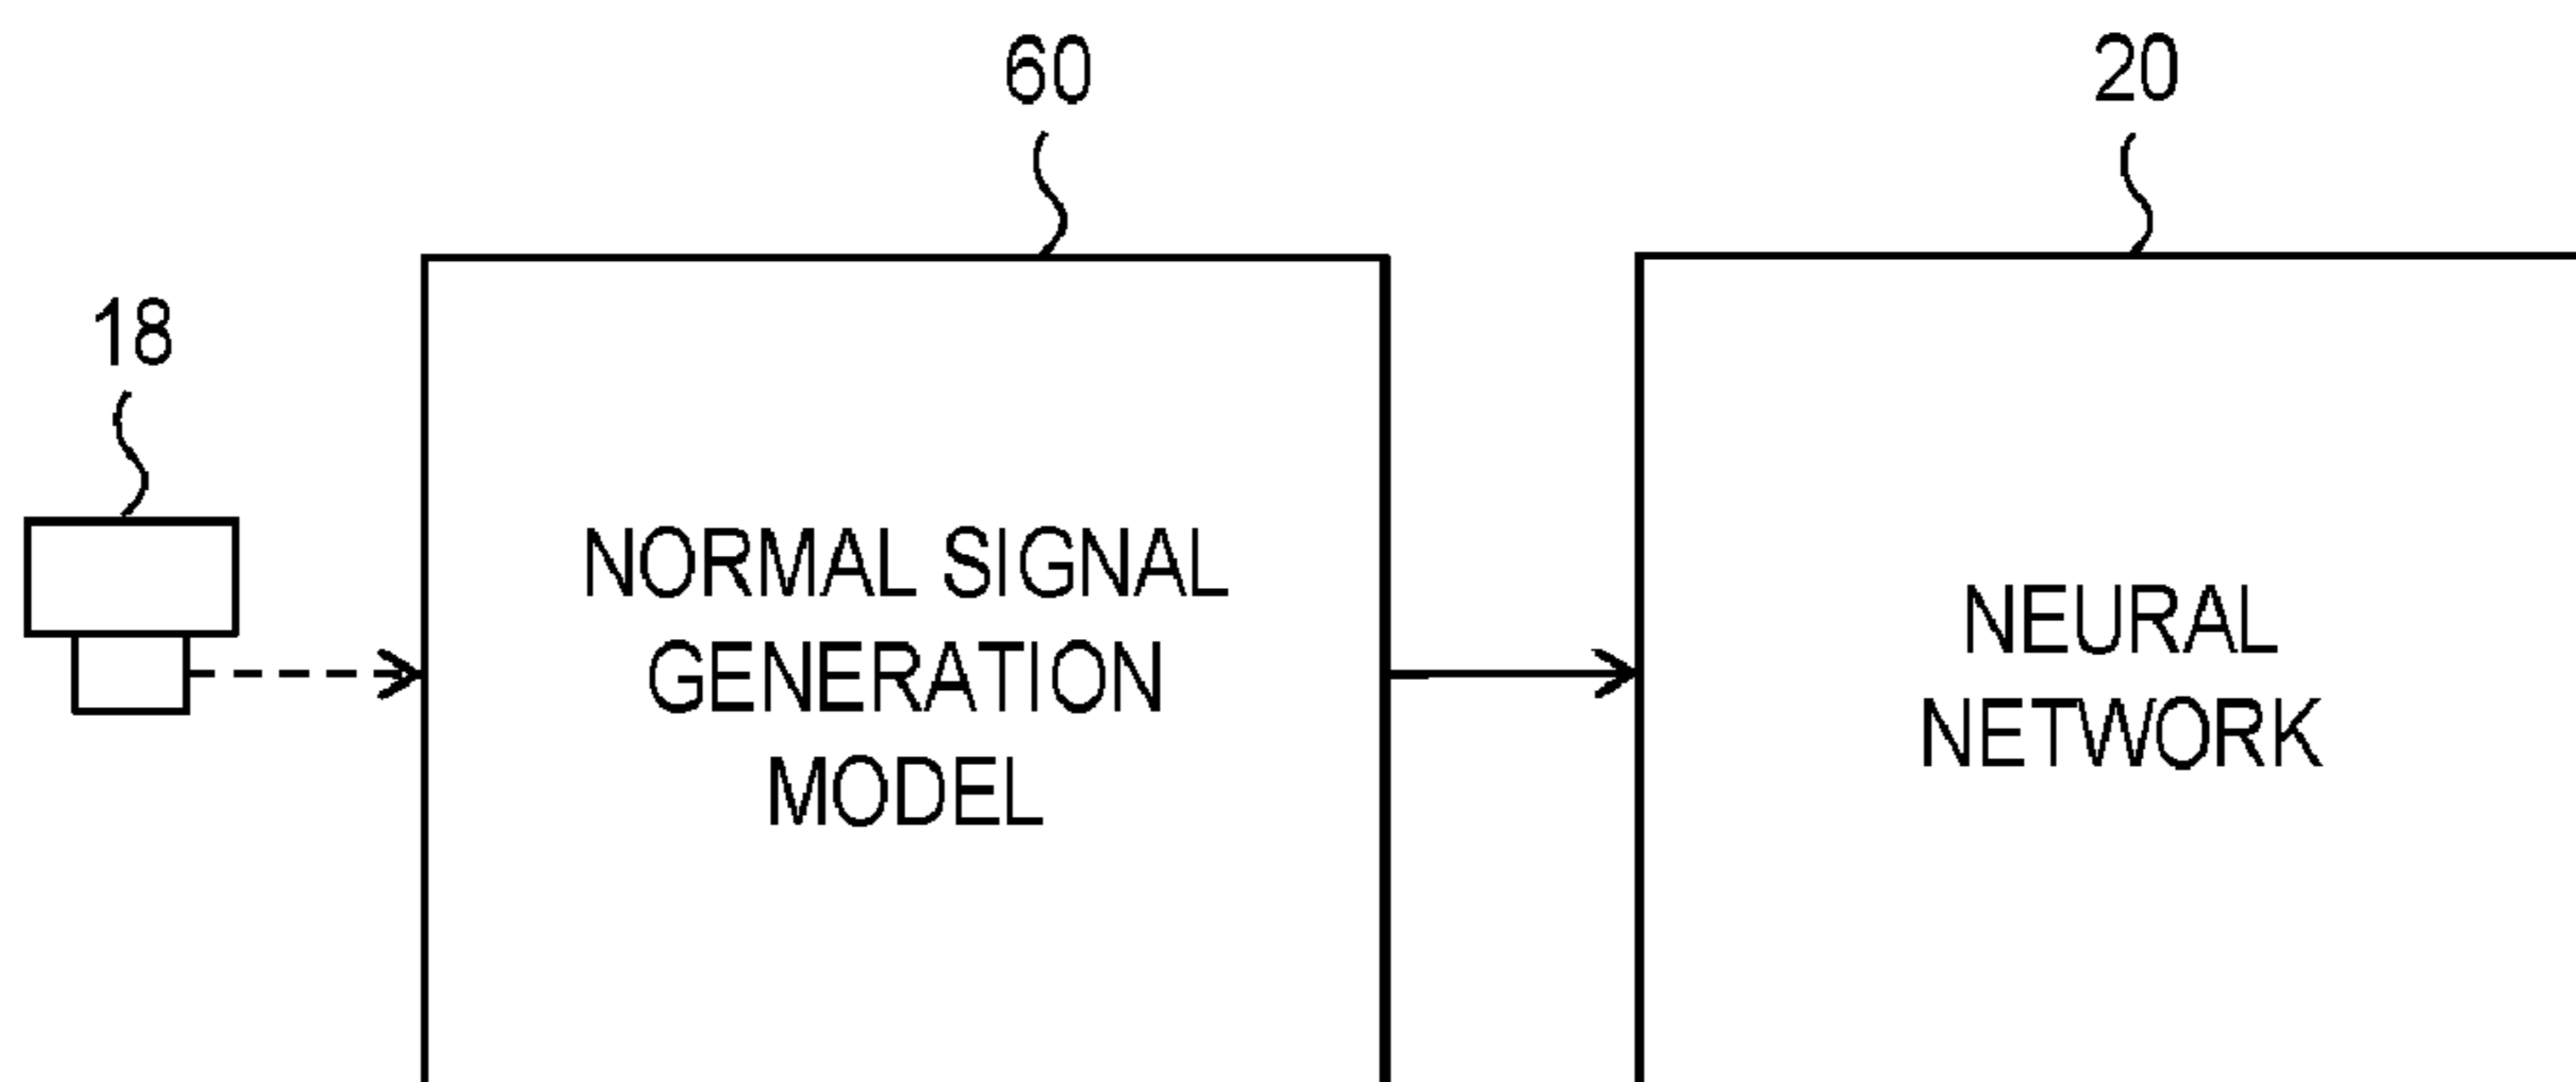 60
20
18
NORMAL SIGNAL
GENERATION
MODEL
NEURAL
NETWORK